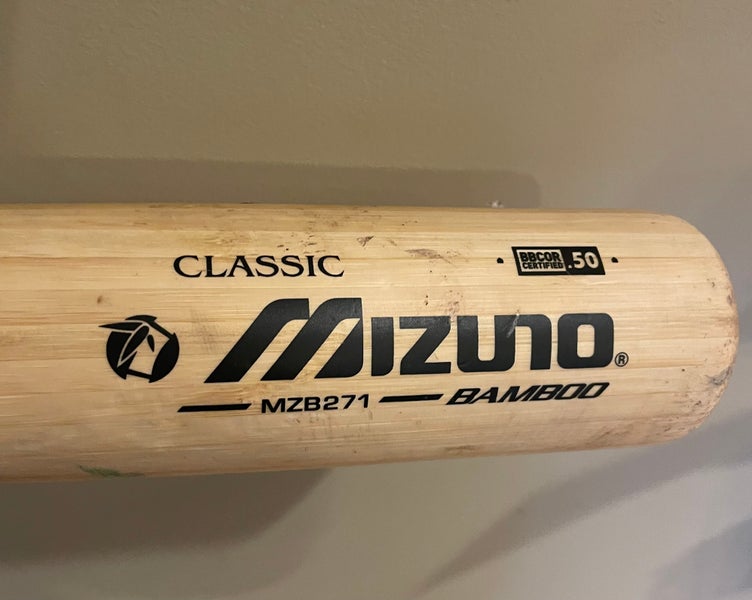 CLASSIC
BBCOR
CERTIFIED
.50
MIZUNO®
MZB271
BAMBOO